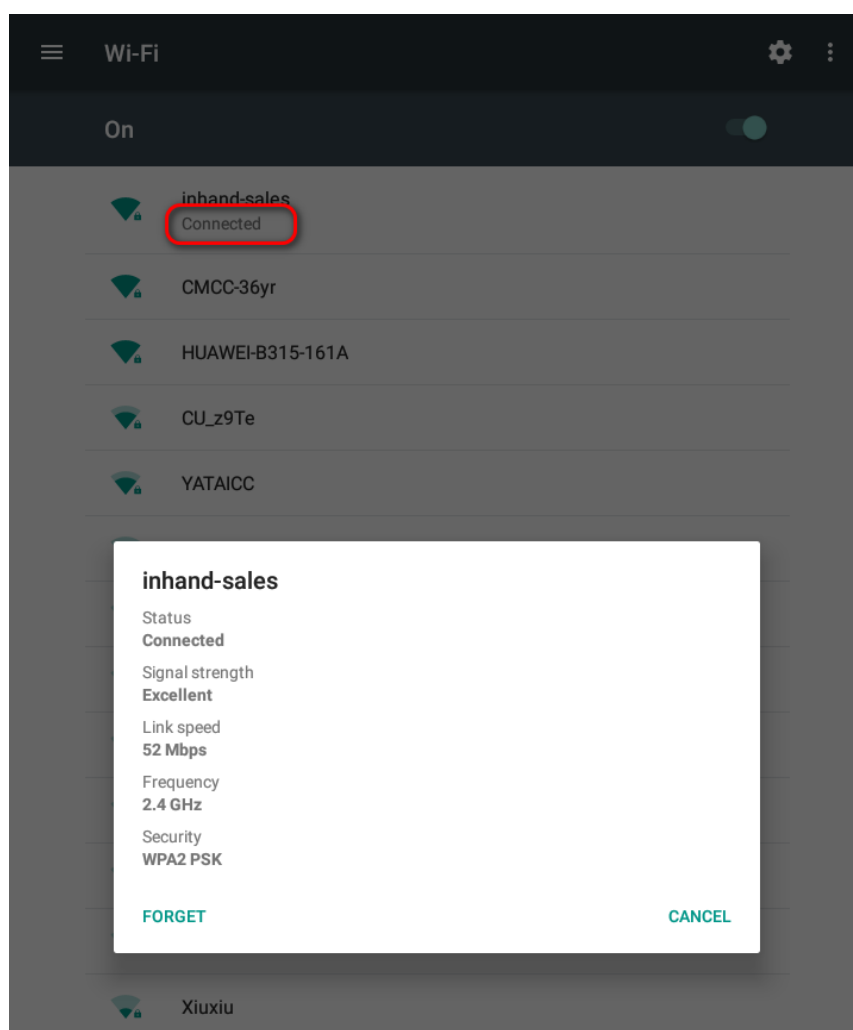 Wi-Fi
On
inhand-sales
Connected
CMCC-36yr
HUAWEI-B315-161A
CU_z9Te
YATAICC
inhand-sales
Status
Connected
Signal strength
Excellent
Link speed
52 Mbps
Frequency
2.4 GHz
Security
WPA2 PSK
FORGET
CANCEL
Xiuxiu